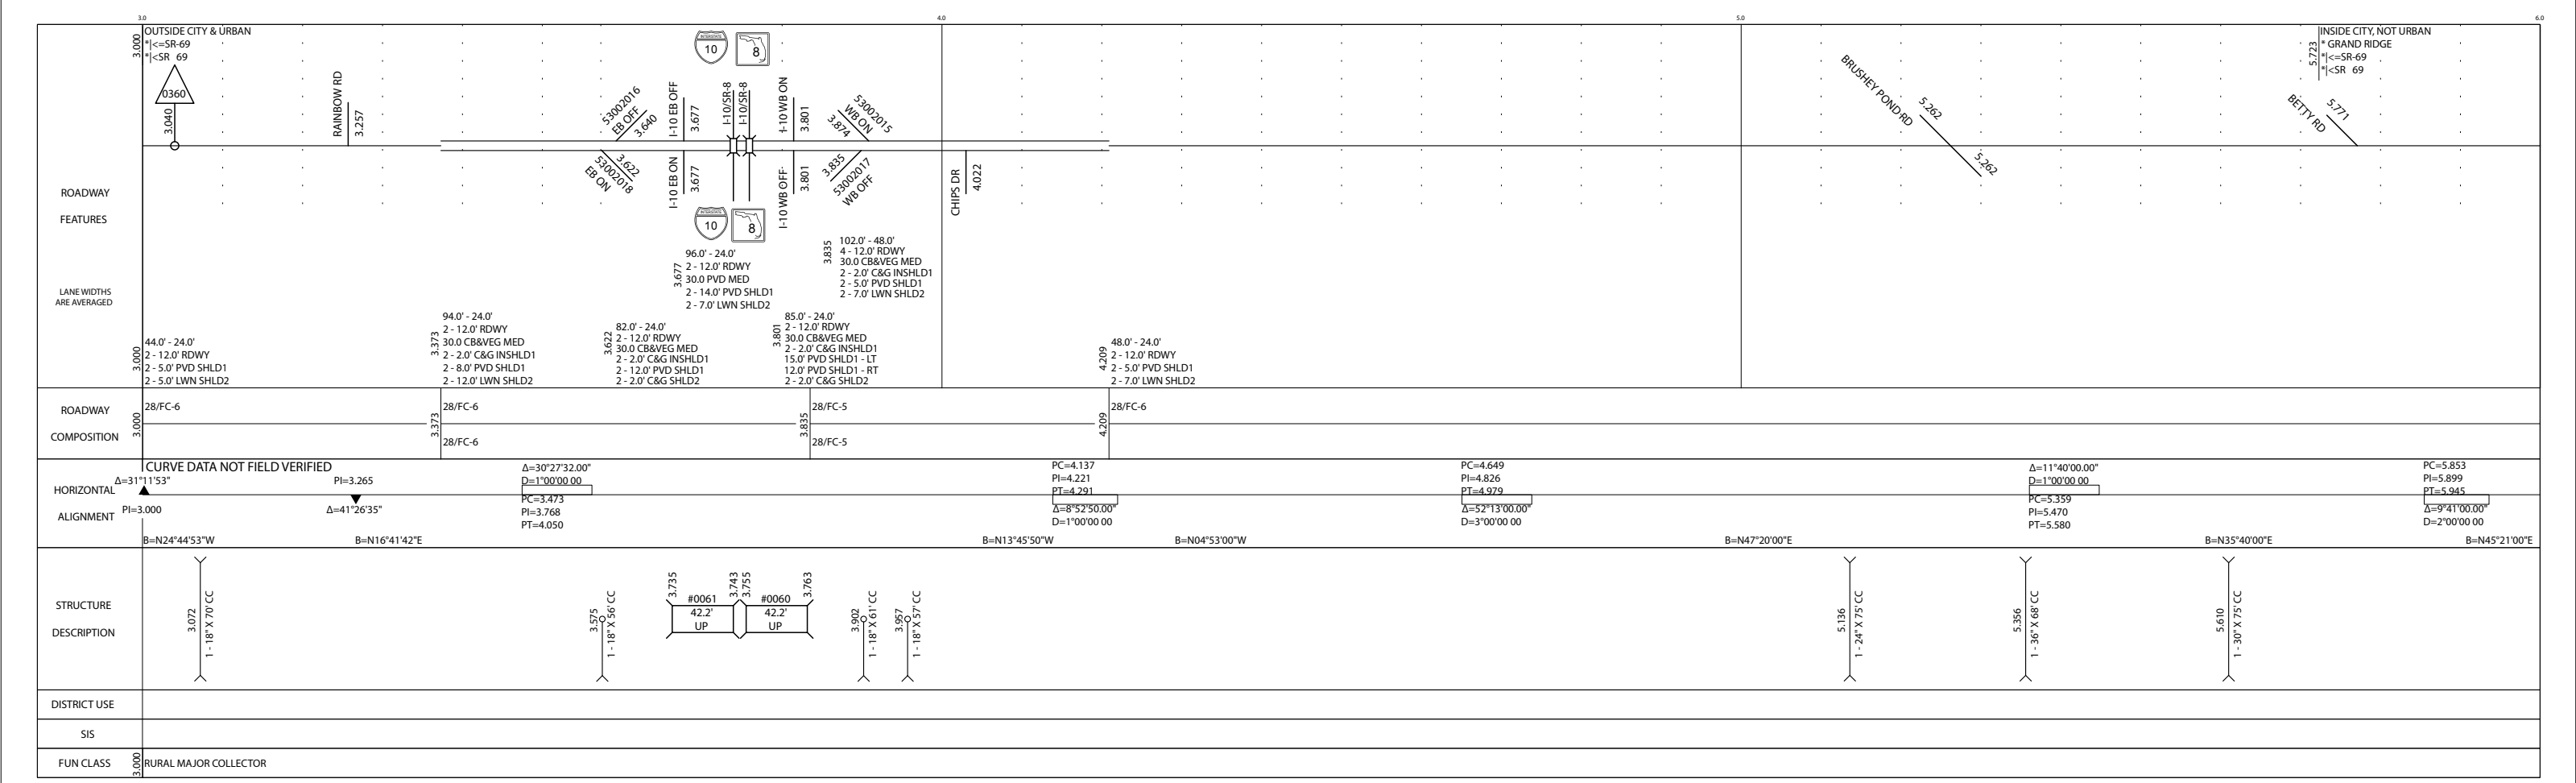 3.0
4.0
5.0
6.0
3.000
OUTSIDE CITY & URBAN
*|<=SR-69
*|<SR 69
0360
3.040
RAINBOW RD
3.257
53002016
EB OFF
3.640
3.622
53002018
EB ON
I-10 EB OFF
3.677
I-10 EB ON
3.677
INTERSTATE
10
8
I-10/SR-8
I-10/SR-8
INTERSTATE
10
8
I-10 WB ON
3.801
I-10 WB OFF
3.801
53002015
WB ON
3.874
3.835
53002017
WB OFF
CHIPS DR
4.022
BRUSHEY POND RD
5.262
5.262
5.723
INSIDE CITY, NOT URBAN
* GRAND RIDGE
*|<=SR-69
*|<SR 69
BETTY RD
5.771
ROADWAY
FEATURES
LANE WIDTHS
ARE AVERAGED
3.000
44.0' - 24.0'
2 - 12.0' RDWY
2 - 5.0' PVD SHLD1
2 - 5.0' LWN SHLD2
3.373
94.0' - 24.0'
2 - 12.0' RDWY
30.0 CB&VEG MED
2 - 2.0' C&G INSHLD1
2 - 8.0' PVD SHLD1
2 - 12.0' LWN SHLD2
3.622
82.0' - 24.0'
2 - 12.0' RDWY
30.0 CB&VEG MED
2 - 2.0' C&G INSHLD1
2 - 12.0' PVD SHLD1
2 - 2.0' C&G SHLD2
3.677
96.0' - 24.0'
2 - 12.0' RDWY
30.0 PVD MED
2 - 14.0' PVD SHLD1
2 - 7.0' LWN SHLD2
3.801
85.0' - 24.0'
2 - 12.0' RDWY
30.0 CB&VEG MED
2 - 2.0' C&G INSHLD1
15.0' PVD SHLD1 - LT
12.0' PVD SHLD1 - RT
2 - 2.0' C&G SHLD2
3.835
102.0' - 48.0'
4 - 12.0' RDWY
30.0 CB&VEG MED
2 - 2.0' C&G INSHLD1
2 - 5.0' PVD SHLD1
2 - 7.0' LWN SHLD2
4.209
48.0' - 24.0'
2 - 12.0' RDWY
2 - 5.0' PVD SHLD1
2 - 7.0' LWN SHLD2
ROADWAY
COMPOSITION
3.000
28/FC-6
3.373
28/FC-6
28/FC-6
3.835
28/FC-5
28/FC-5
4.209
28/FC-6
HORIZONTAL
ALIGNMENT
CURVE DATA NOT FIELD VERIFIED
Δ=31°11'53"
PI=3.000
PI=3.265
Δ=41°26'35"
Δ=30°27'32.00"
D=1°00'00 00
PC=3.473
PI=3.768
PT=4.050
PC=4.137
PI=4.221
PT=4.291
Δ=8°52'50.00"
D=1°00'00 00
PC=4.649
PI=4.826
PT=4.979
Δ=52°13'00.00"
D=3°00'00 00
Δ=11°40'00.00"
D=1°00'00 00
PC=5.359
PI=5.470
PT=5.580
PC=5.853
PI=5.899
PT=5.945
Δ=9°41'00.00"
D=2°00'00 00
B=N24°44'53"W
B=N16°41'42"E
B=N13°45'50"W
B=N04°53'00"W
B=N47°20'00"E
B=N35°40'00"E
B=N45°21'00"E
STRUCTURE
DESCRIPTION
3.072
1 - 18" X 70' CC
3.575
1 - 18" X 56' CC
3.735
#0061
42.2'
UP
3.743
3.755
#0060
42.2'
UP
3.763
3.902
1 - 18" X 61' CC
3.957
1 - 18" X 57' CC
5.136
1 - 24" X 75' CC
5.356
1 - 36" X 68' CC
5.610
1 - 30" X 75' CC
DISTRICT USE
SIS
FUN CLASS
3.000
RURAL MAJOR COLLECTOR